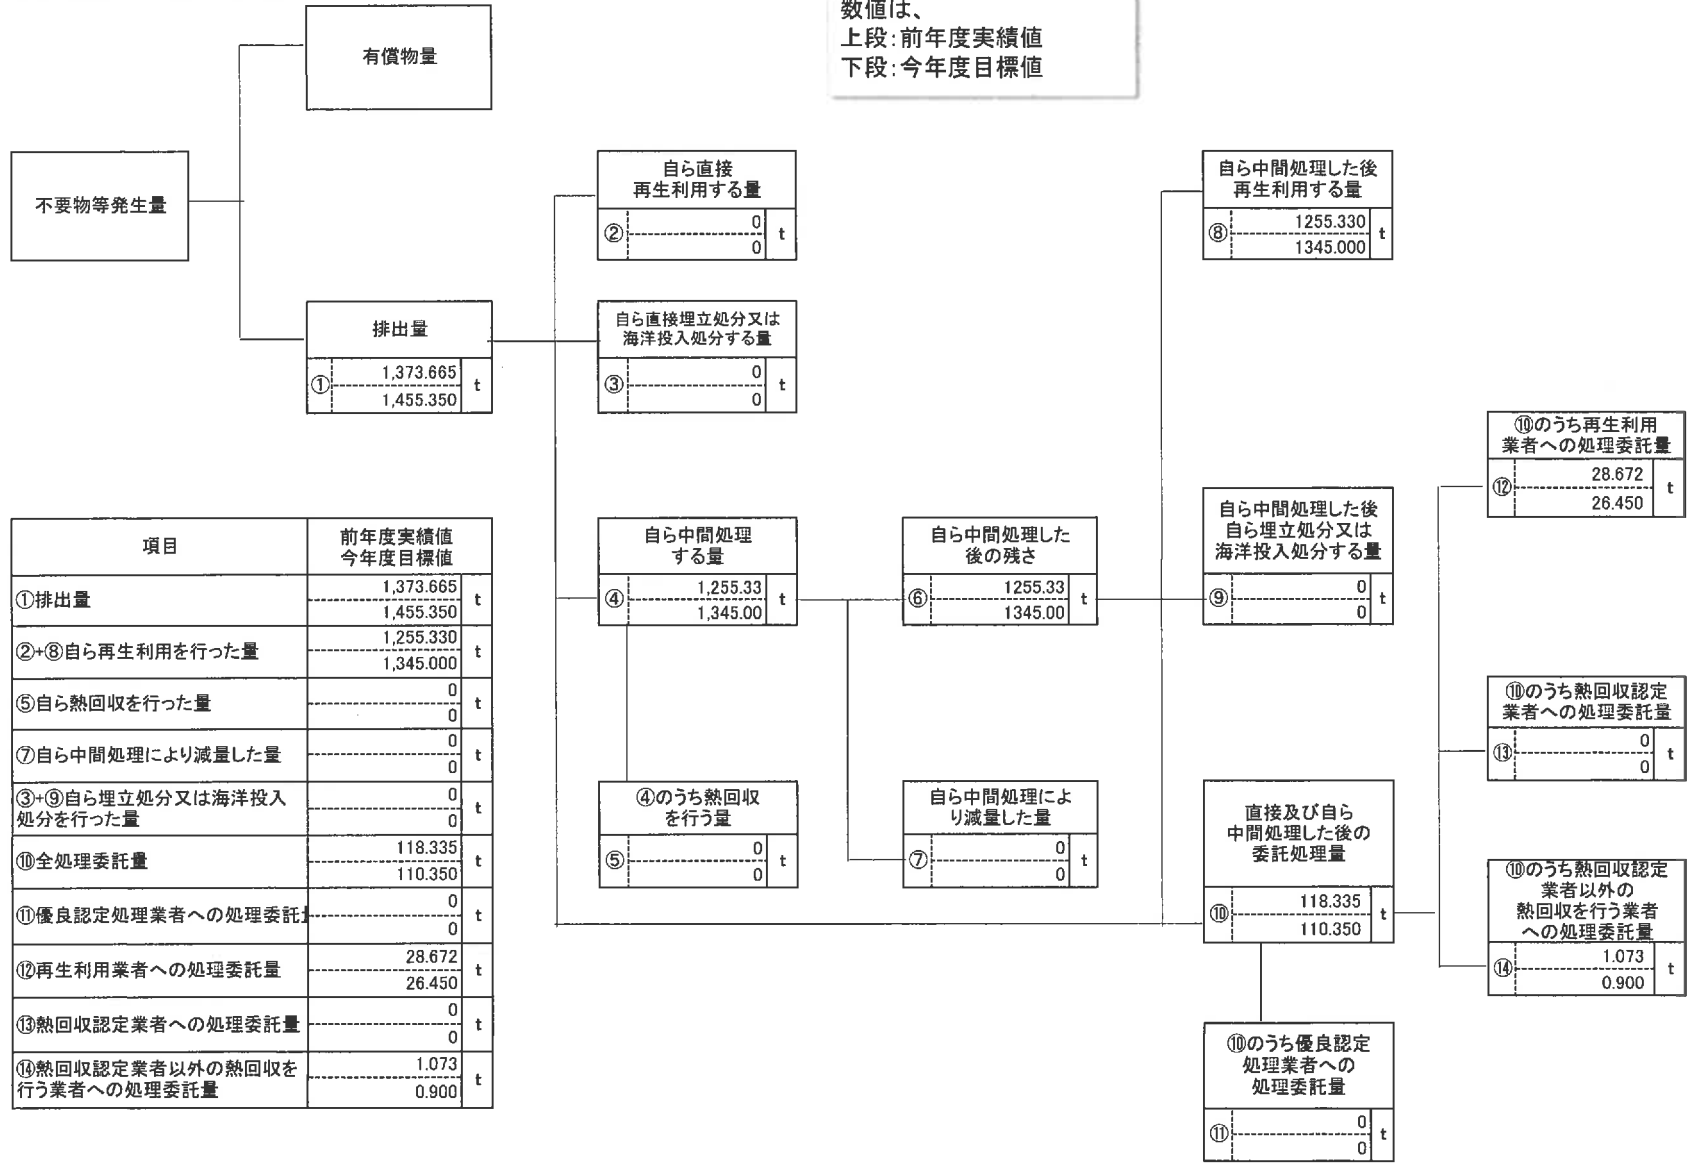 数値は、
上段:前年度実績値
下段:今年度目標値
有償物量
不要物等発生量
排出量
① 1,373.665 t
1,455.350
自ら直接
再生利用する量
② 0 t
0
自ら直接埋立処分又は
海洋投入処分する量
③ 0 t
0
自ら中間処理
する量
④ 1,255.33 t
1,345.00
④のうち熱回収
を行う量
⑤ 0 t
0
自ら中間処理した
後の残さ
⑥ 1255.33 t
1345.00
自ら中間処理によ
り減量した量
⑦ 0 t
0
自ら中間処理した後
再生利用する量
⑧ 1255.330 t
1345.000
自ら中間処理した後
自ら埋立処分又は
海洋投入処分する量
⑨ 0 t
0
直接及び自ら
中間処理した後の
委託処理量
⑩ 118.335 t
110.350
⑩のうち優良認定
処理業者への
処理委託量
⑪ 0 t
0
⑩のうち再生利用
業者への処理委託量
⑫ 28.672 t
26.450
⑩のうち熱回収認定
業者への処理委託量
⑬ 0 t
0
⑩のうち熱回収認定
業者以外の
熱回収を行う業者
への処理委託量
⑭ 1.073 t
0.900
項目 前年度実績値
今年度目標値
①排出量 1,373.665 t
1,455.350
②+⑧自ら再生利用を行った量 1,255.330 t
1,345.000
⑤自ら熱回収を行った量 0 t
0
⑦自ら中間処理により減量した量 0 t
0
③+⑨自ら埋立処分又は海洋投入
処分を行った量 0 t
0
⑩全処理委託量 118.335 t
110.350
⑪優良認定処理業者への処理委託 0 t
0
⑫再生利用業者への処理委託量 28.672 t
26.450
⑬熱回収認定業者への処理委託量 0 t
0
⑭熱回収認定業者以外の熱回収を
行う業者への処理委託量 1.073 t
0.900